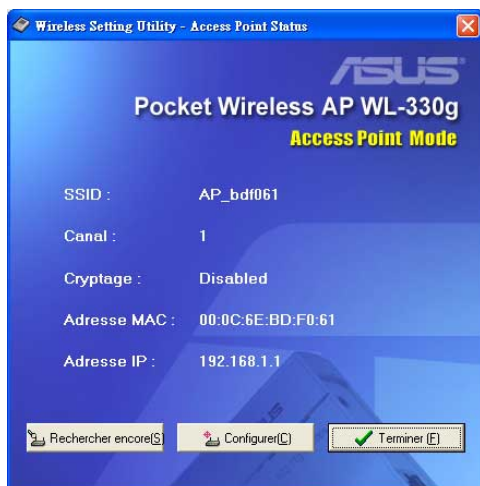 Wireless Setting Utility - Access Point Status
ASUS
Pocket Wireless AP WL-330g
Access Point Mode
SSID : AP_bdf061
Canal : 1
Cryptage : Disabled
Adresse MAC : 00:0C:6E:BD:F0:61
Adresse IP : 192.168.1.1
ASUS
Rechercher encore(S) Configurer(C) Terminer (F)